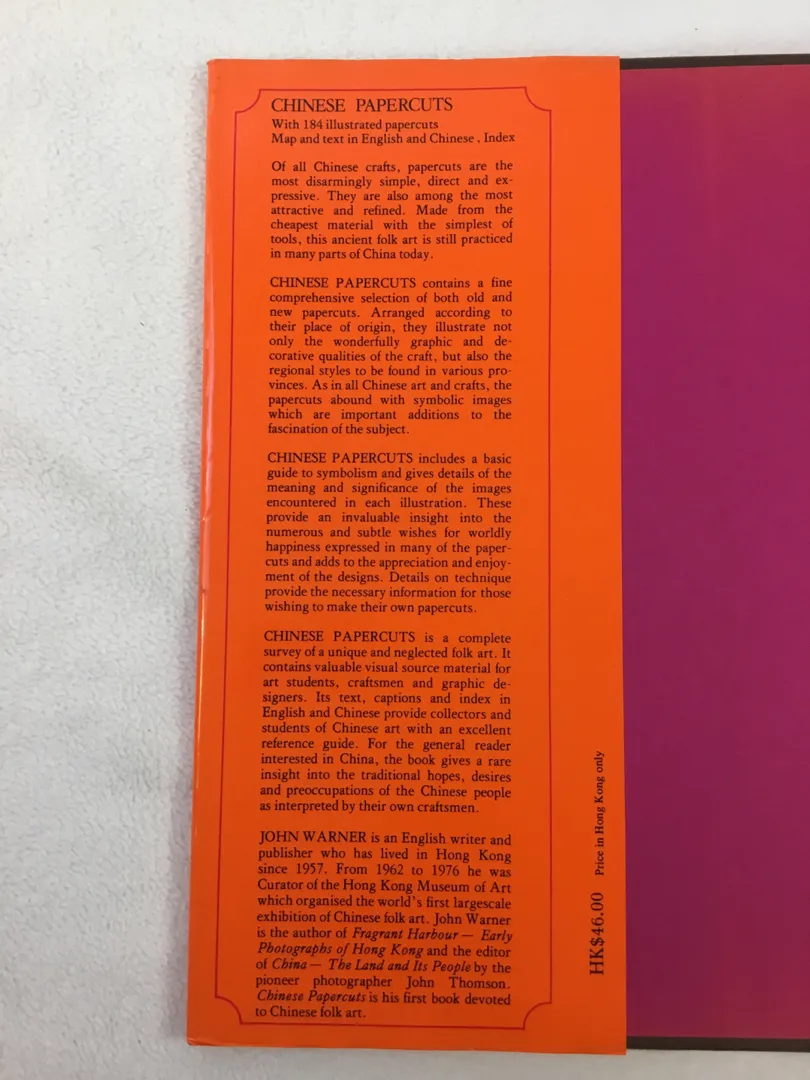 CHINESE PAPERCUTS
With 184 illustrated papercuts
Map and text in English and Chinese , Index
Of all Chinese crafts, papercuts are the
most disarmingly simple, direct and ex-
pressive. They are also among the most
attractive and refined. Made from the
cheapest material with the simplest of
tools, this ancient folk art is still practiced
in many parts of China today.
CHINESE PAPERCUTS contains a fine
comprehensive selection of both old and
new papercuts. Arranged according to
their place of origin, they illustrate not
only the wonderfully graphic and de-
corative qualities of the craft, but also the
regional styles to be found in various pro-
vinces. As in all Chinese art and crafts, the
papercuts abound with symbolic images
which are important additions to the
fascination of the subject.
CHINESE PAPERCUTS includes a basic
guide to symbolism and gives details of the
meaning and significance of the images
encountered in each illustration. These
provide an invaluable insight into the
numerous and subtle wishes for worldly
happiness expressed in many of the paper-
cuts and adds to the appreciation and enjoy-
ment of the designs. Details on technique
provide the necessary information for those
wishing to make their own papercuts.
CHINESE PAPERCUTS is a complete
survey of a unique and neglected folk art. It
contains valuable visual source material for
art students, craftsmen and graphic de-
signers. Its text, captions and index in
English and Chinese provide collectors and
students of Chinese art with an excellent
reference guide. For the general reader
interested in China, the book gives a rare
insight into the traditional hopes, desires
and preoccupations of the Chinese people
as interpreted by their own craftsmen.
JOHN WARNER is an English writer and
publisher who has lived in Hong Kong
since 1957. From 1962 to 1976 he was
Curator of the Hong Kong Museum of Art
which organised the world's first largescale
exhibition of Chinese folk art. John Warner
is the author of Fragrant Harbour — Early
Photographs of Hong Kong and the editor
of China — The Land and Its People by the
pioneer photographer John Thomson.
Chinese Papercuts is his first book devoted
to Chinese folk art.
HK$46.00 Price in Hong Kong only